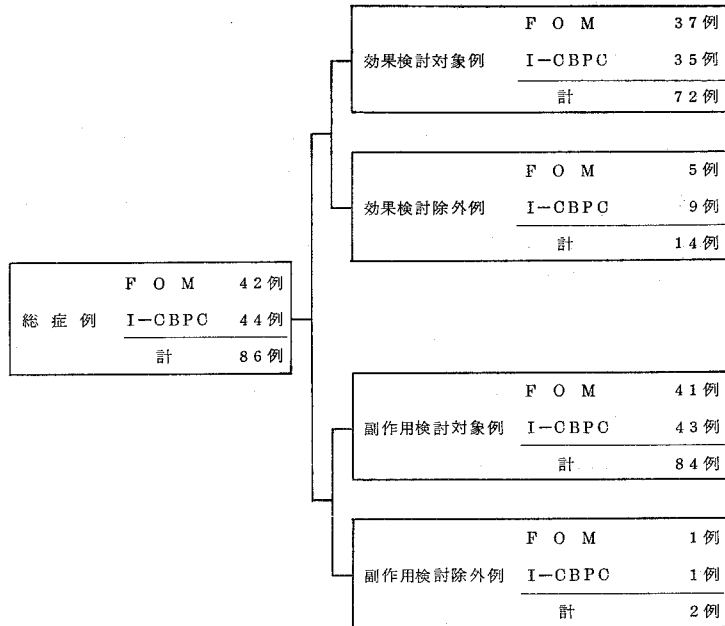 F O M 37例
効果検討対象例 I-CBPC 35例
計 72例
F O M 5例
効果検討除外例 I-CBPC 9例
計 14例
F O M 42例
総症例 I-CBPC 44例
計 86例
F O M 41例
副作用検討対象例 I-CBPC 43例
計 84例
F O M 1例
副作用検討除外例 I-CBPC 1例
計 2例